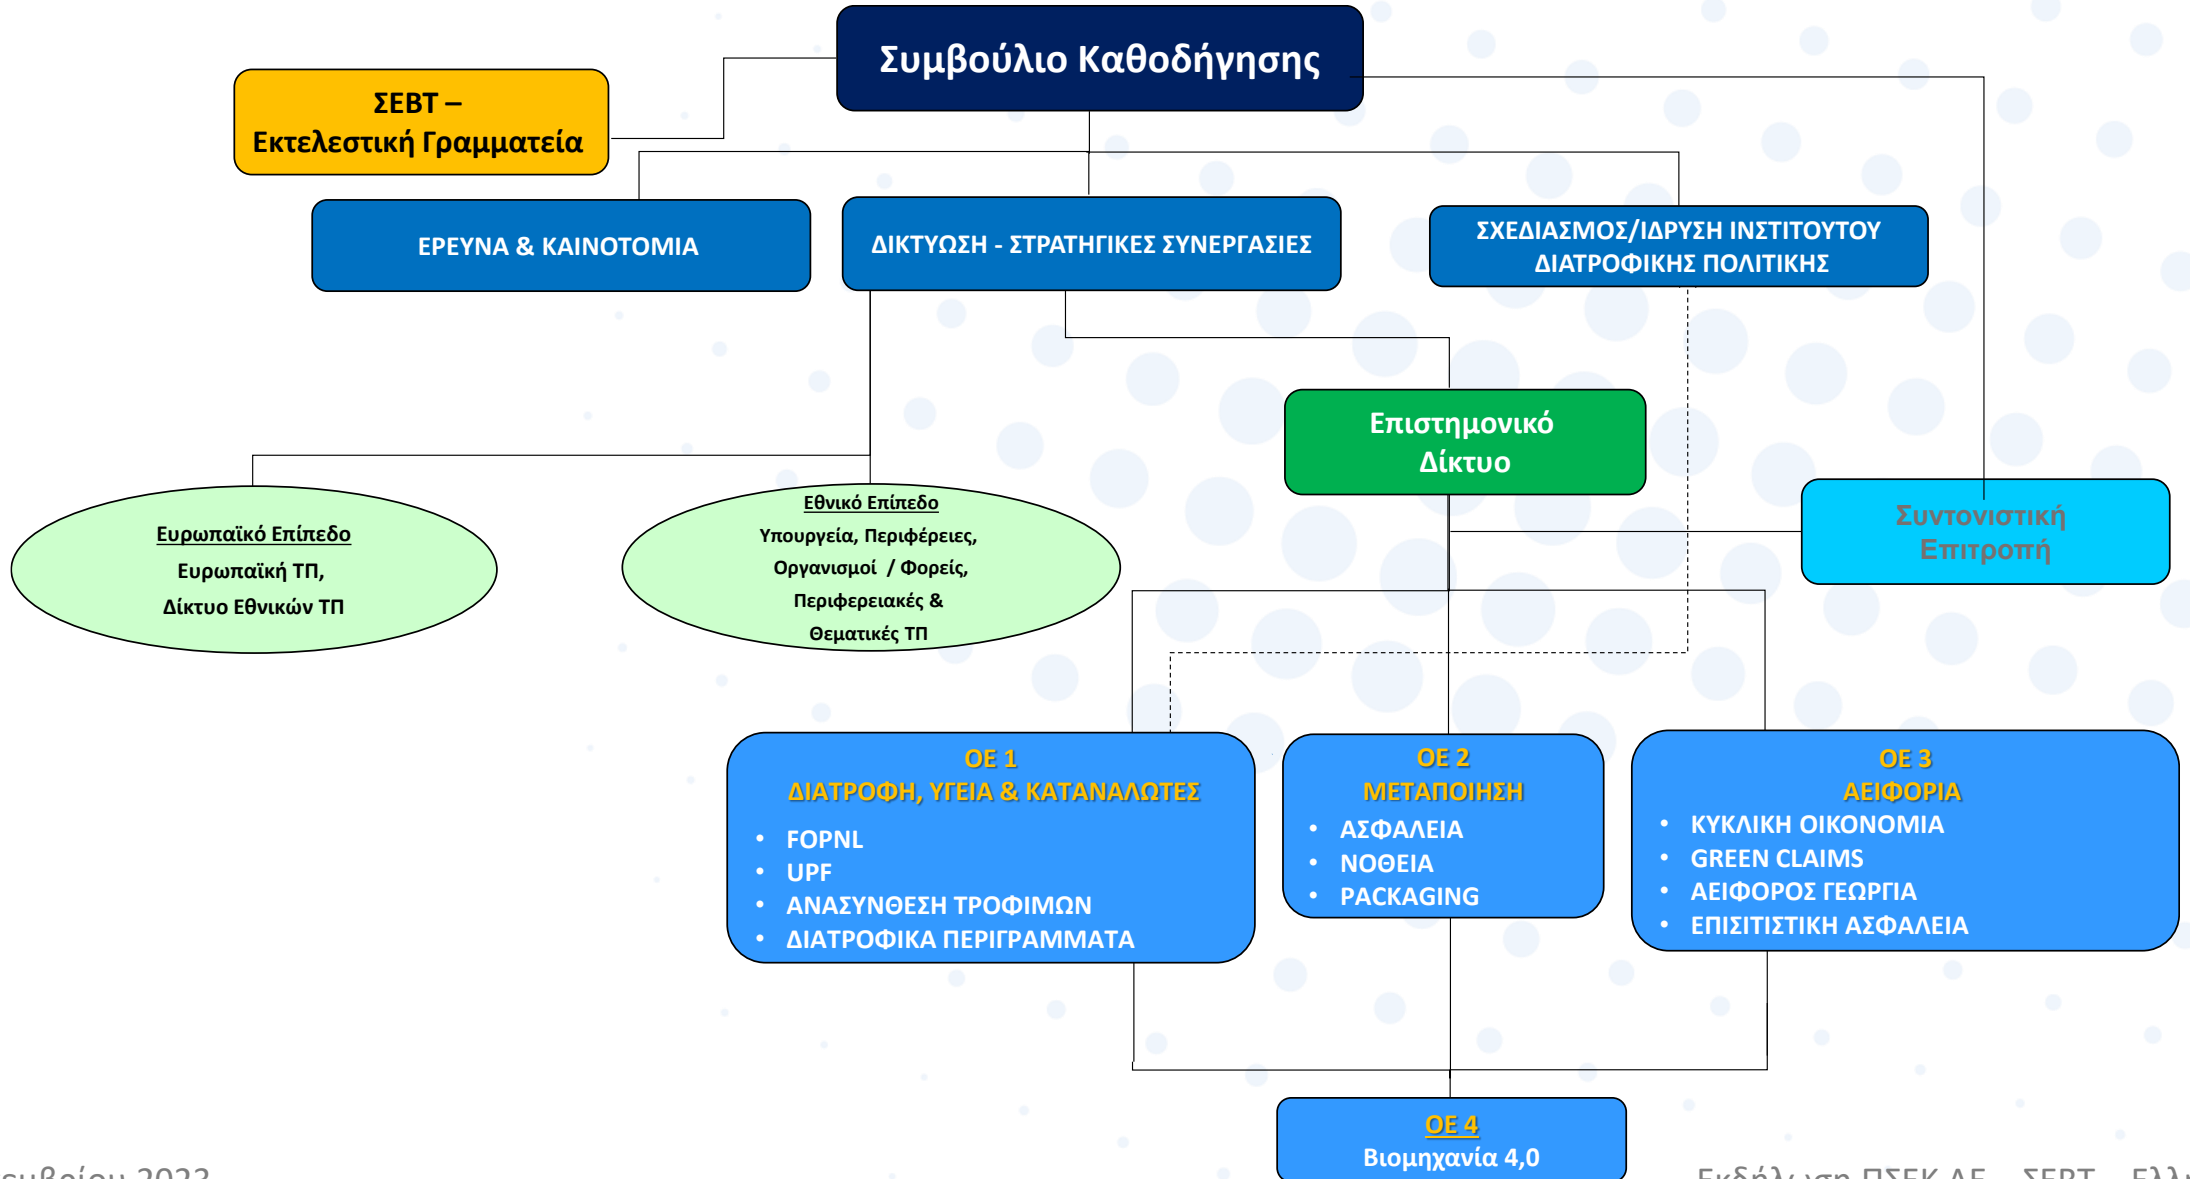 Συμβούλιο Καθοδήγησης
ΣΕΒΤ –
Εκτελεστική Γραμματεία
ΕΡΕΥΝΑ & ΚΑΙΝΟΤΟΜΙΑ
ΔΙΚΤΥΩΣΗ - ΣΤΡΑΤΗΓΙΚΕΣ ΣΥΝΕΡΓΑΣΙΕΣ
ΣΧΕΔΙΑΣΜΟΣ/ΙΔΡΥΣΗ ΙΝΣΤΙΤΟΥΤΟΥ
ΔΙΑΤΡΟΦΙΚΗΣ ΠΟΛΙΤΙΚΗΣ
Επιστημονικό
Δίκτυο
Συντονιστική
Επιτροπή
Ευρωπαϊκό Επίπεδο
Ευρωπαϊκή ΤΠ,
Δίκτυο Εθνικών ΤΠ
Εθνικό Επίπεδο
Υπουργεία, Περιφέρειες,
Οργανισμοί / Φορείς,
Περιφερειακές &
Θεματικές ΤΠ
ΟΕ 1
ΔΙΑΤΡΟΦΗ, ΥΓΕΙΑ & ΚΑΤΑΝΑΛΩΤΕΣ
• FOPNL
• UPF
• ΑΝΑΣΥΝΘΕΣΗ ΤΡΟΦΙΜΩΝ
• ΔΙΑΤΡΟΦΙΚΑ ΠΕΡΙΓΡΑΜΜΑΤΑ
ΟΕ 2
ΜΕΤΑΠΟΙΗΣΗ
• ΑΣΦΑΛΕΙΑ
• ΝΟΘΕΙΑ
• PACKAGING
ΟΕ 3
ΑΕΙΦΟΡΙΑ
• ΚΥΚΛΙΚΗ ΟΙΚΟΝΟΜΙΑ
• GREEN CLAIMS
• ΑΕΙΦΟΡΟΣ ΓΕΩΡΓΙΑ
• ΕΠΙΣΙΤΙΣΤΙΚΗ ΑΣΦΑΛΕΙΑ
ΟΕ 4
Βιομηχανία 4,0